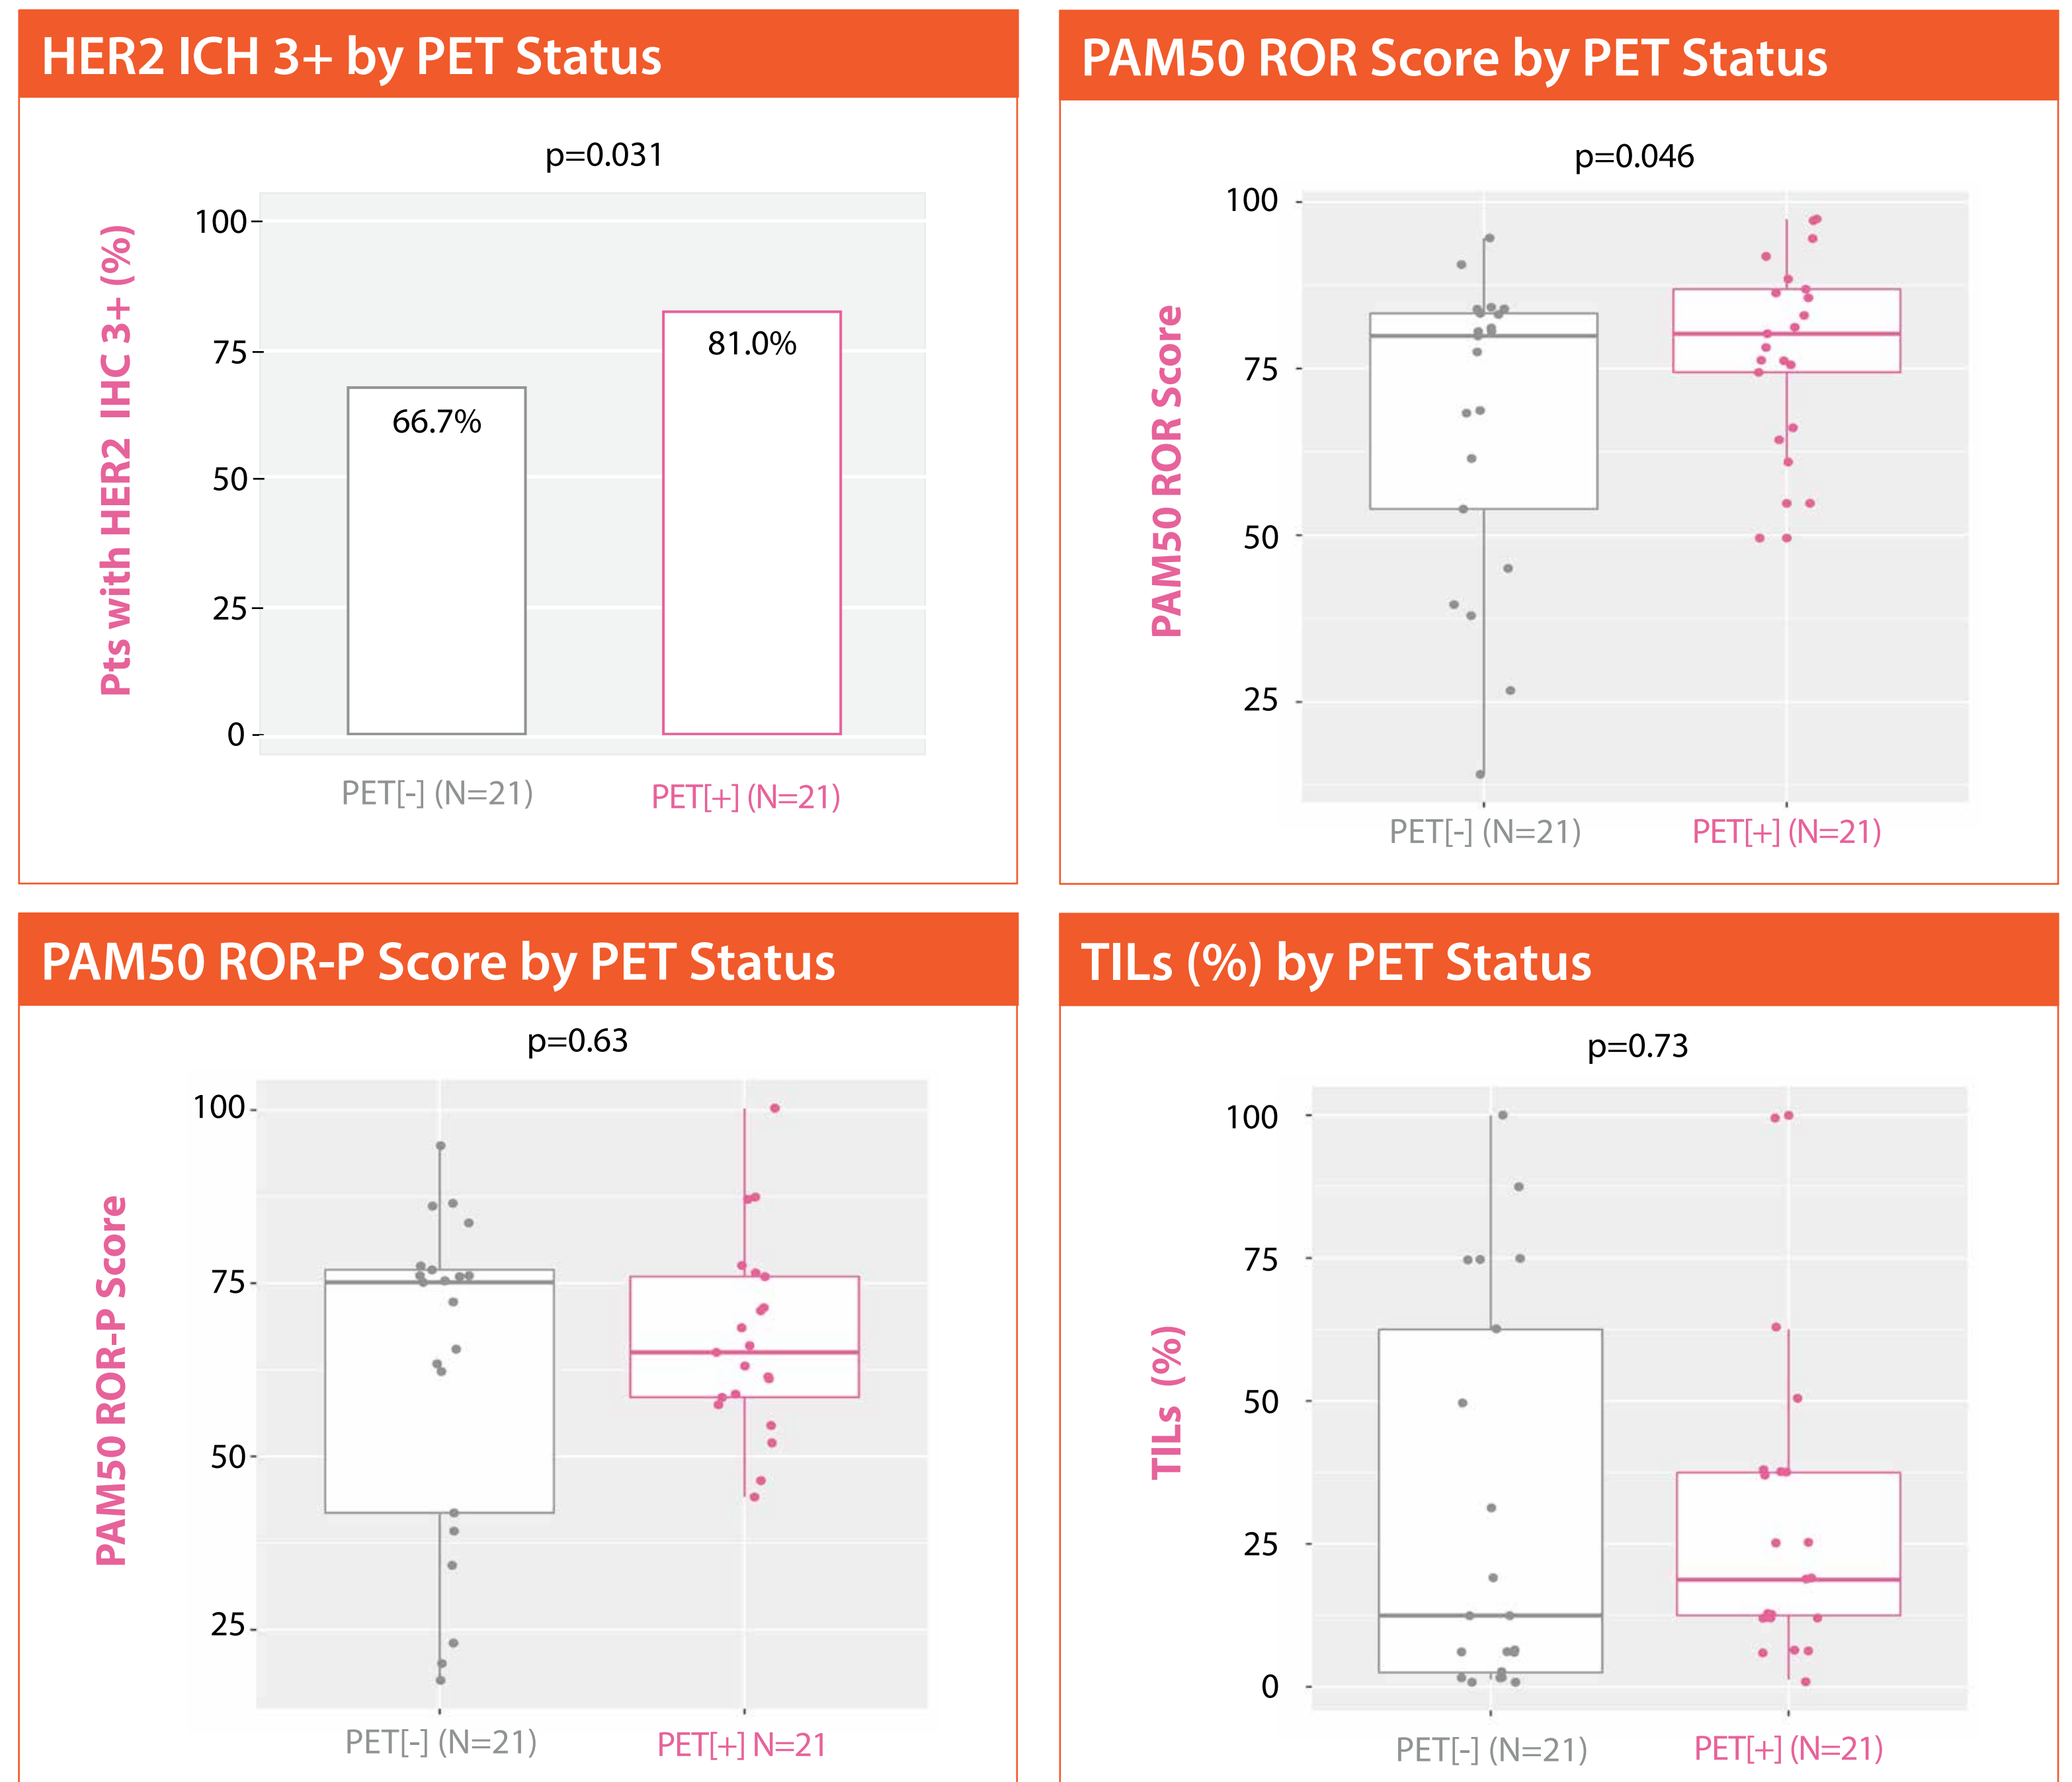 HER2 ICH 3+ by PET Status
p=0.031
Pts with HER2 IHC 3+ (%)
100
75
50
25
0
66.7%
81.0%
PET[-] (N=21)
PET[+] (N=21)
PAM50 ROR Score by PET Status
p=0.046
PAM50 ROR Score
100
75
50
25
PET[-] (N=21)
PET[+] (N=21)
PAM50 ROR-P Score by PET Status
p=0.63
PAM50 ROR-P Score
100
75
50
25
PET[-] (N=21)
PET[+] N=21
TILs (%) by PET Status
p=0.73
TILs (%)
100
75
50
25
0
PET[-] (N=21)
PET[+] (N=21)